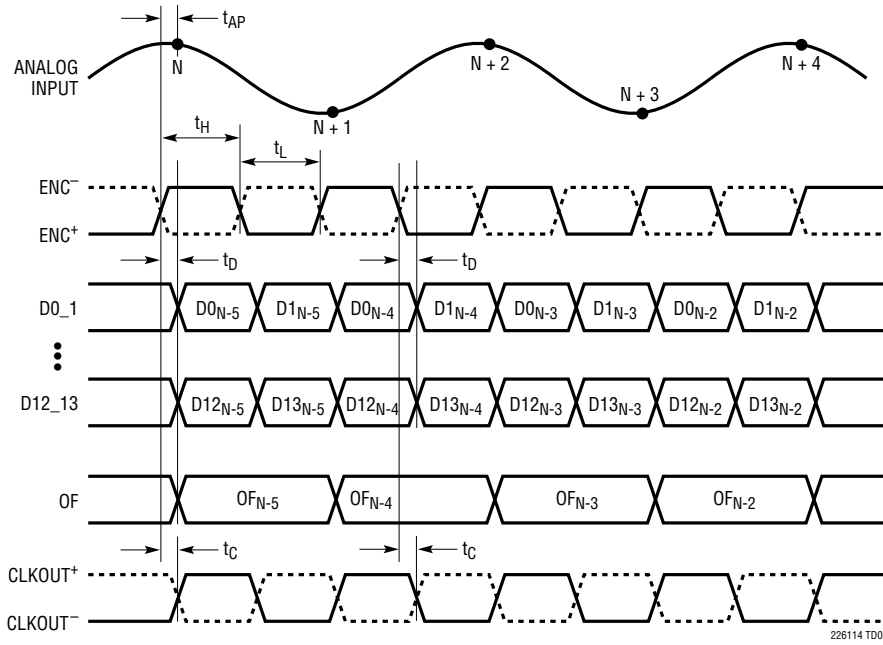 t_AP
ANALOG
INPUT
N
N + 1
N + 2
N + 3
N + 4
t_H
t_L
ENC⁻
ENC⁺
t_D
t_D
D0_1
D0_N-5
D1_N-5
D0_N-4
D1_N-4
D0_N-3
D1_N-3
D0_N-2
D1_N-2
D12_13
D12_N-5
D13_N-5
D12_N-4
D13_N-4
D12_N-3
D13_N-3
D12_N-2
D13_N-2
OF
OF_N-5
OF_N-4
OF_N-3
OF_N-2
t_C
t_C
CLKOUT⁺
CLKOUT⁻
226114 TD0